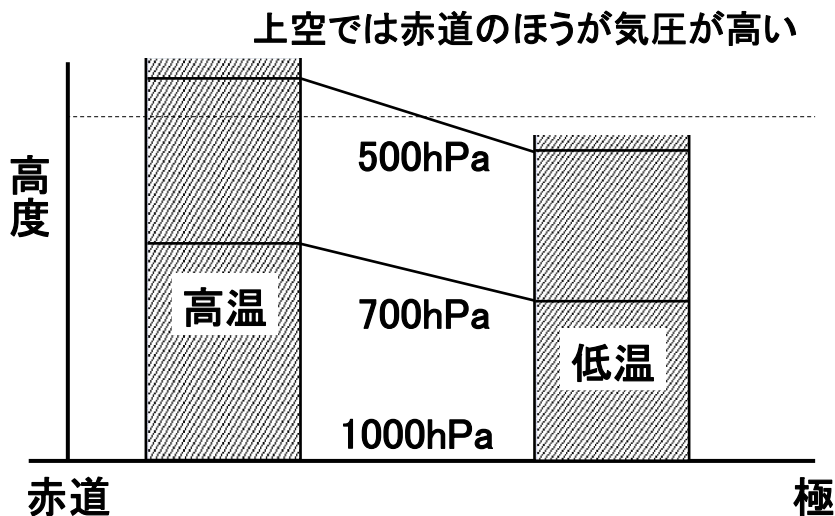 上空では赤道のほうが気圧が高い
高度
500hPa
高温
700hPa
低温
1000hPa
赤道
極